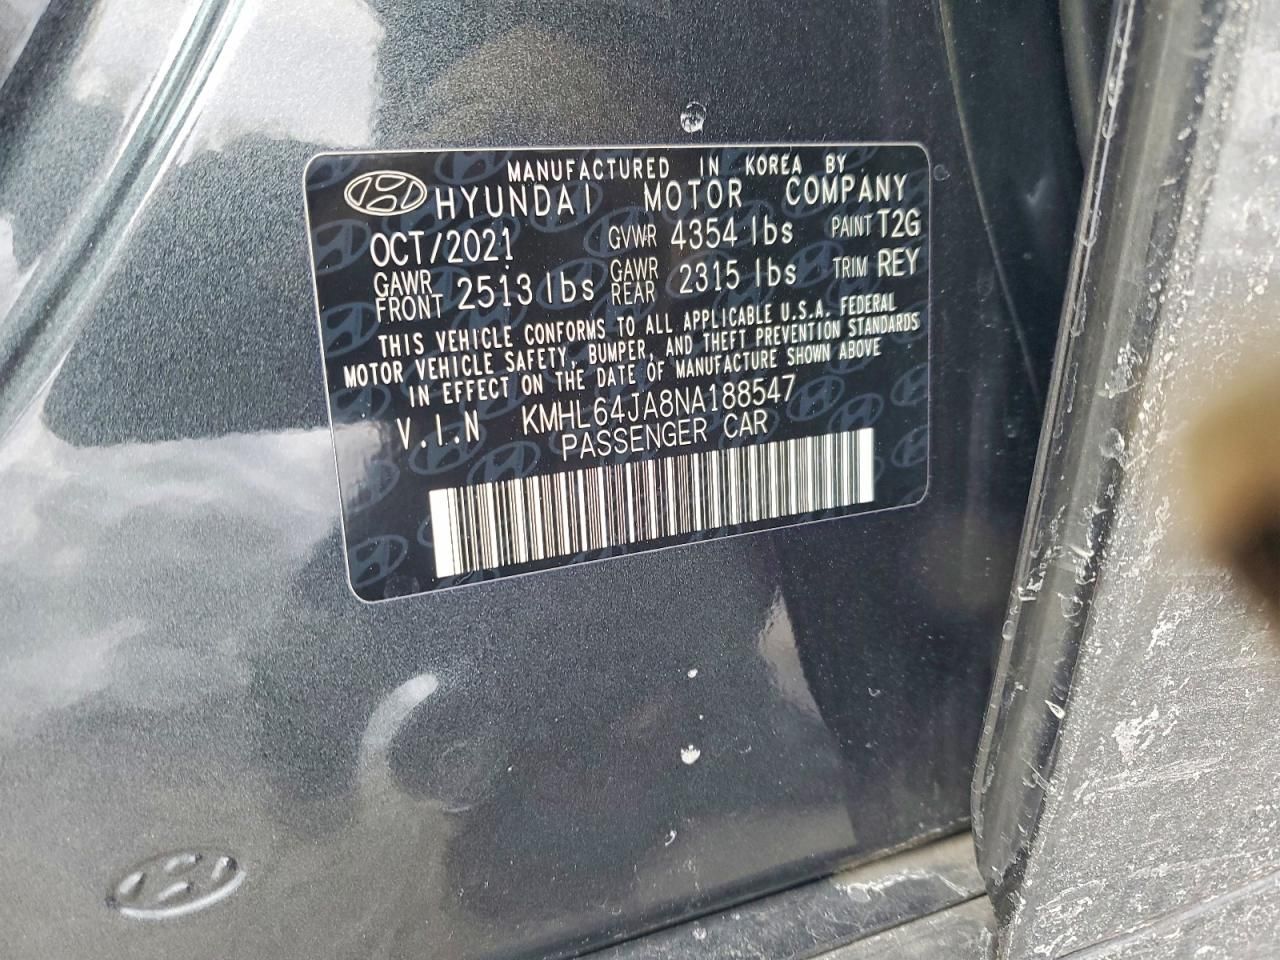 MANUFACTURED IN KOREA BY
HYUNDAI MOTOR COMPANY
OCT/2021 GVWR 4354 lbs PAINT T2G
GAWR FRONT 2513 lbs GAWR REAR 2315 lbs TRIM REY
THIS VEHICLE CONFORMS TO ALL APPLICABLE U.S.A. FEDERAL
MOTOR VEHICLE SAFETY, BUMPER, AND THEFT PREVENTION STANDARDS
IN EFFECT ON THE DATE OF MANUFACTURE SHOWN ABOVE
V.I.N KMHL64JA8NA188547
PASSENGER CAR